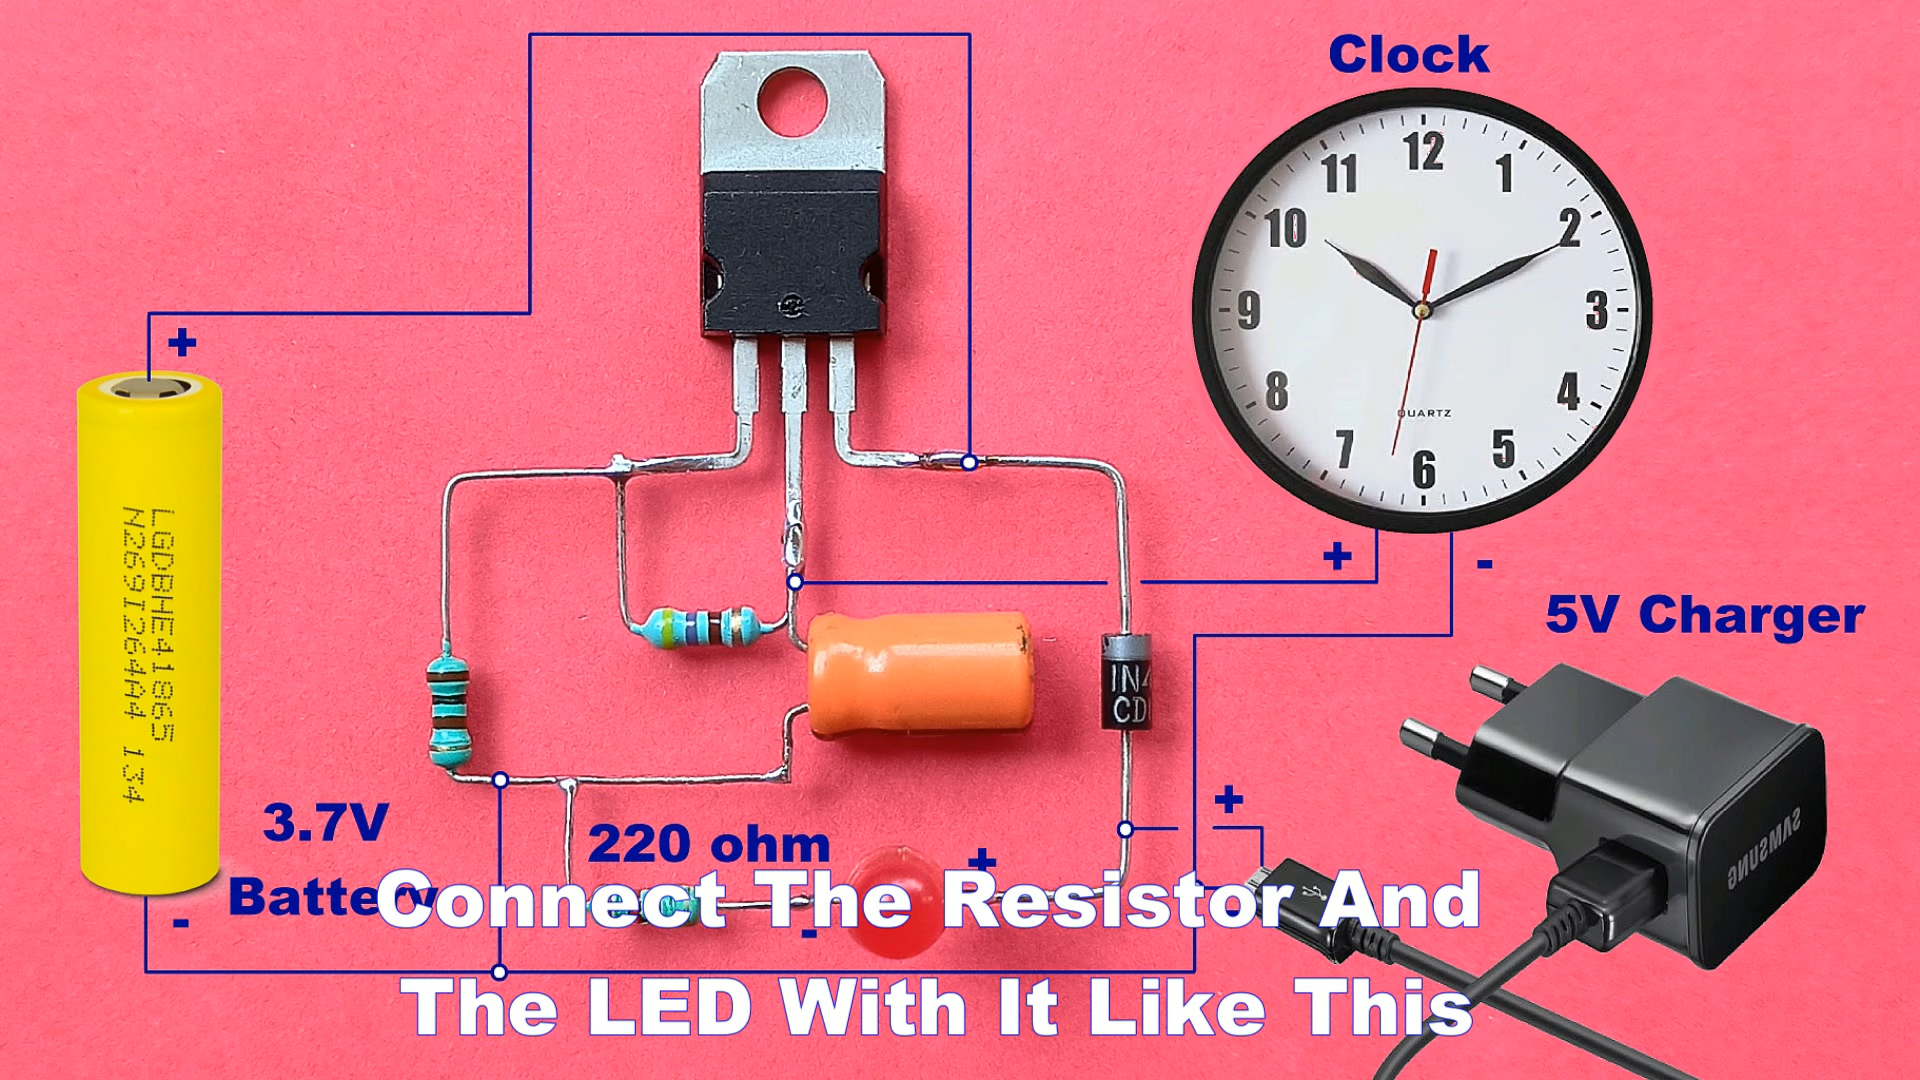 Clock
12
11
1
10
2
9
3
8
4
7
5
6
QUARTZ
+
+
-
5V Charger
LGDBHE41865
N269I264A4 134
IN4
CD
SAMSUNG
3.7V
Battery
-
220 ohm
+
-
+
Connect The Resistor And
The LED With It Like This